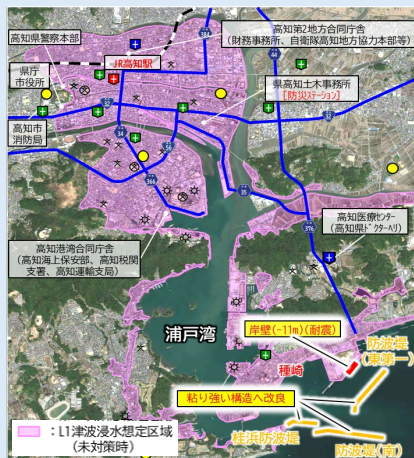 高知県警察本部
高知第2地方合同庁舎
(財務事務所、自衛隊高知地方協力本部等)
384
44
JR高知駅
県庁
市役所
県高知土木事務所
[防災ステーション]
32
高知市
消防局
34
56
366
35
376
高知医療センター
(高知県ドクターヘリ)
高知港湾合同庁舎
(高知海上保安部、高知税関
支署、高知運輸支局)
浦戸湾
岸壁(-11m)(耐震)
防波堤
(東第一)
種崎
粘り強い構造へ改良
桂浜防波堤
防波堤(南)
:L1津波浸水想定区域
(未対策時)